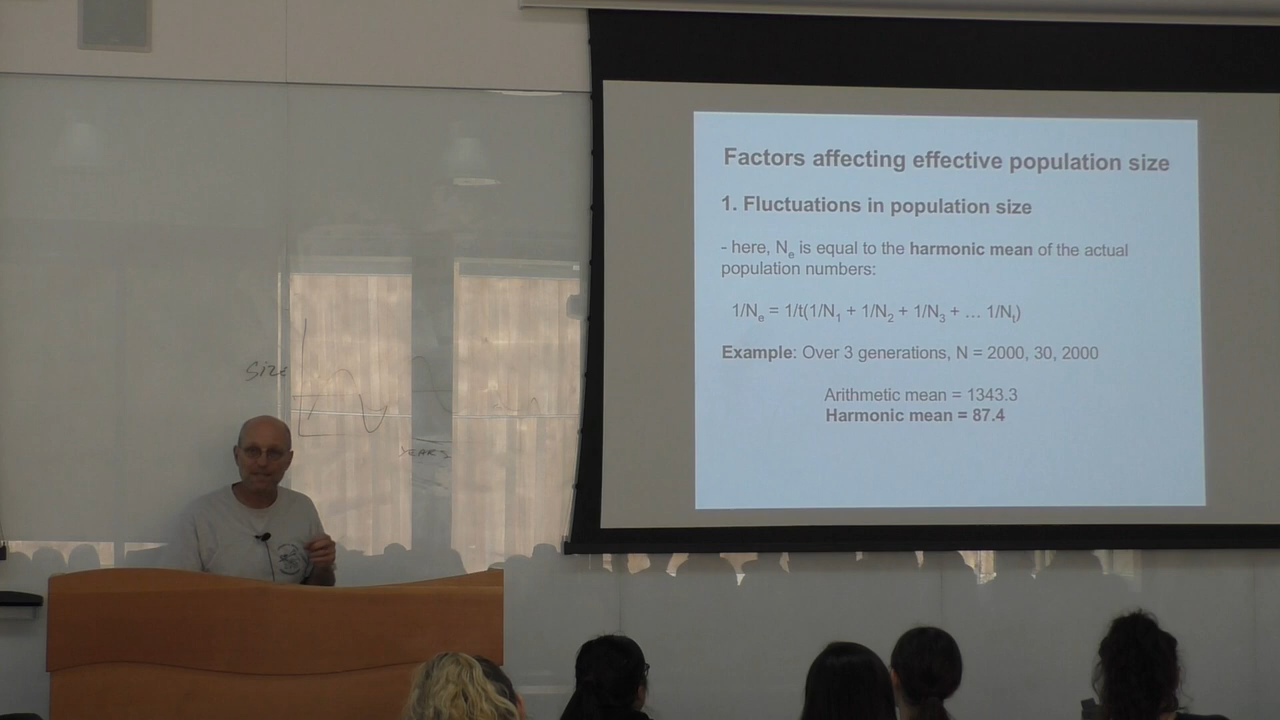 Factors affecting effective population size
1. Fluctuations in population size
- here, Ne is equal to the harmonic mean of the actual
population numbers:
1/Ne = 1/t(1/N1 + 1/N2 + 1/N3 + … 1/Nt)
Example: Over 3 generations, N = 2000, 30, 2000
Arithmetic mean = 1343.3
Harmonic mean = 87.4
SIZE
YEARS